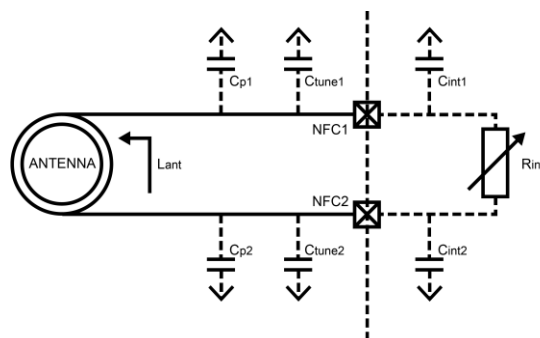 Cp1
Ctune1
Cint1
NFC1
ANTENNA
Lant
Rin
NFC2
Cp2
Ctune2
Cint2